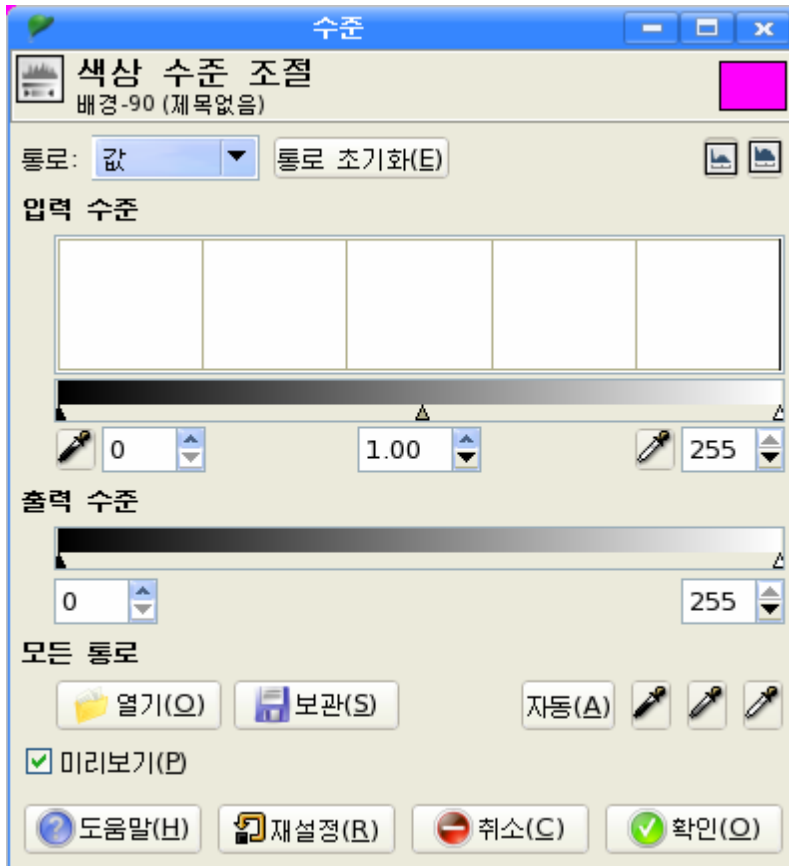 수준
색상 수준 조절
배경-90 (제목없음)
통로: 값 통로 초기화(E)
입력 수준
0 1.00 255
출력 수준
0 255
모든 통로
열기(O) 보관(S) 자동(A)
미리보기(P)
도움말(H) 재설정(R) 취소(C) 확인(O)